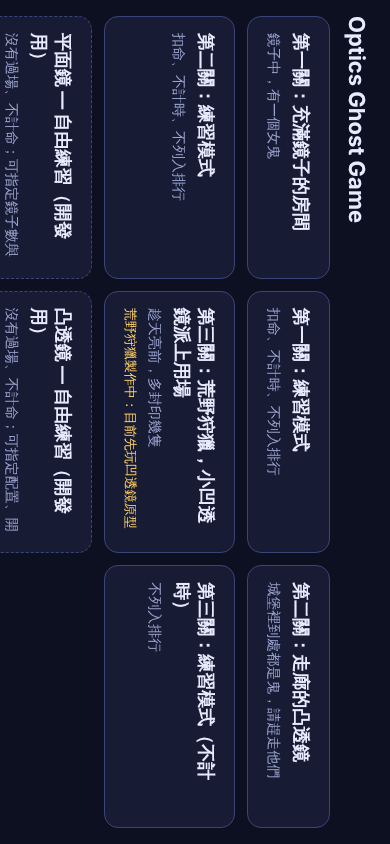 Optics Ghost Game
第一關：充滿鏡子的房間
鏡子中，有一個女鬼
第一關：練習模式
扣命、不計時、不列入排行
第二關：走廊的凸透鏡
城堡裡到處都是鬼，請趕走他們
第二關：練習模式
扣命、不計時、不列入排行
第三關：荒野狩獵，小凹透
鏡派上用場
趁天亮前，多封印幾隻
荒野狩獵製作中：目前先玩凹透鏡原型
第三關：練習模式（不計
時）
不列入排行
平面鏡 — 自由練習（開發
用）
沒有過場、不計命；可指定鏡子數與
凸透鏡 — 自由練習（開發
用）
沒有過場、不計命；可指定配置、開